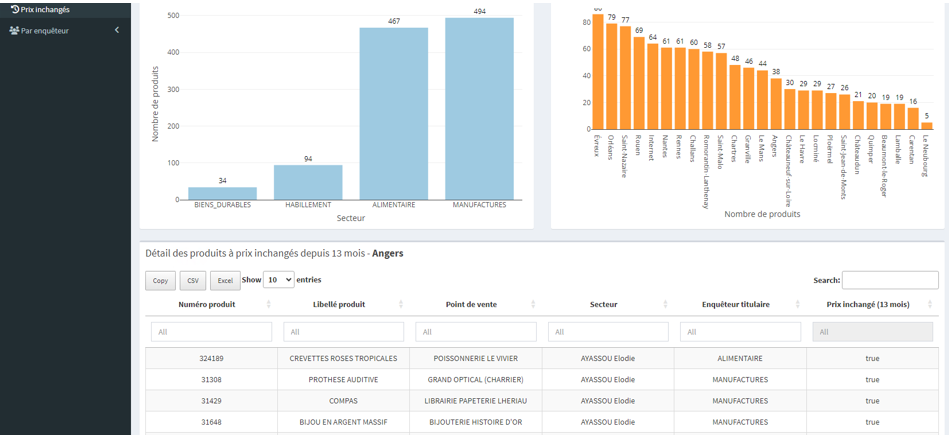 Prix inchangés
Par enquêteur
500
400
300
200
100
0
Nombre de produits
34
94
467
494
BIENS_DURABLES
HABILLEMENT
ALIMENTAIRE
MANUFACTURES
Secteur
80
60
40
20
0
79
77
69
64
61
61
60
58
57
48
46
44
38
30
29
29
27
26
21
20
19
19
16
5
Évreux
Orléans
Saint-Nazaire
Rouen
Internet
Nantes
Rennes
Challans
Romorantin-Lanthenay
Saint-Malo
Chartres
Granville
Le Mans
Angers
Châteauneuf-sur-Loire
Le Havre
Locminé
Ploërmel
Saint-Jean-de-Monts
Châteaudun
Quimper
Beaumont-le-Roger
Lamballe
Carentan
Le Neubourg
Nombre de produits
Détail des produits à prix inchangés depuis 13 mois - Angers
Copy CSV Excel Show 10 entries Search:
Numéro produit Libellé produit Point de vente Secteur Enquêteur titulaire Prix inchangé (13 mois)
All All All All All All
324189 CREVETTES ROSES TROPICALES POISSONNERIE LE VIVIER AYASSOU Elodie ALIMENTAIRE true
31308 PROTHESE AUDITIVE GRAND OPTICAL (CHARRIER) AYASSOU Elodie MANUFACTURES true
31429 COMPAS LIBRAIRIE PAPETERIE LHERIAU AYASSOU Elodie MANUFACTURES true
31648 BIJOU EN ARGENT MASSIF BIJOUTERIE HISTOIRE D'OR AYASSOU Elodie MANUFACTURES true